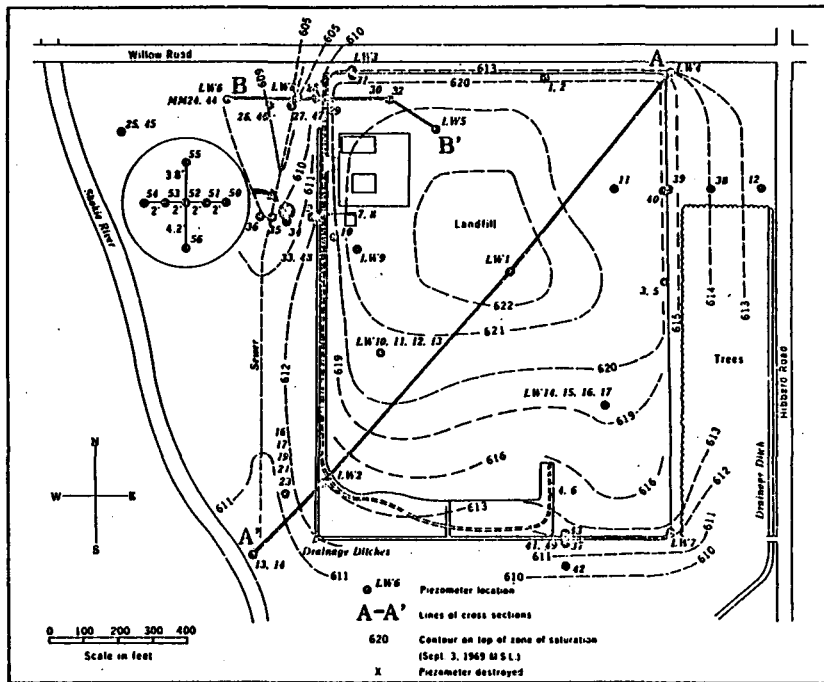 605
605
610
Willow Road
LW3
613
A
LW4
LW6
B
609
31
620
1, 2
MM24, 44
30
32
26, 46
27, 47
LW5
B'
25, 45
610
611
55
3.8'
54
53
52
51
50
2'
2'
2'
2'
4.2'
56
11
39
40
38
12
36
35
34
7, 8
10
33, 43
LW9
Landfill
LW1
3, 5
622
621
614
613
615
Skokie River
Sewer
612
619
LW10, 11, 12, 13
620
Trees
Hibbard Road
LW14, 15, 16, 17
619
N
W
E
S
16
17
19
21
23
616
616
613
612
611
LW2
4, 6
613
611
610
Drainage Ditch
A'
13, 14
Drainage Ditches
41, 49
37
LW7
611
611
610
610
42
LW6
Piezometer location
A-A'
Lines of cross sections
620
Contour on top of zone of saturation
(Sept. 3, 1969 M S L)
X
Piezometer destroyed
0 100 200 300 400
Scale in feet